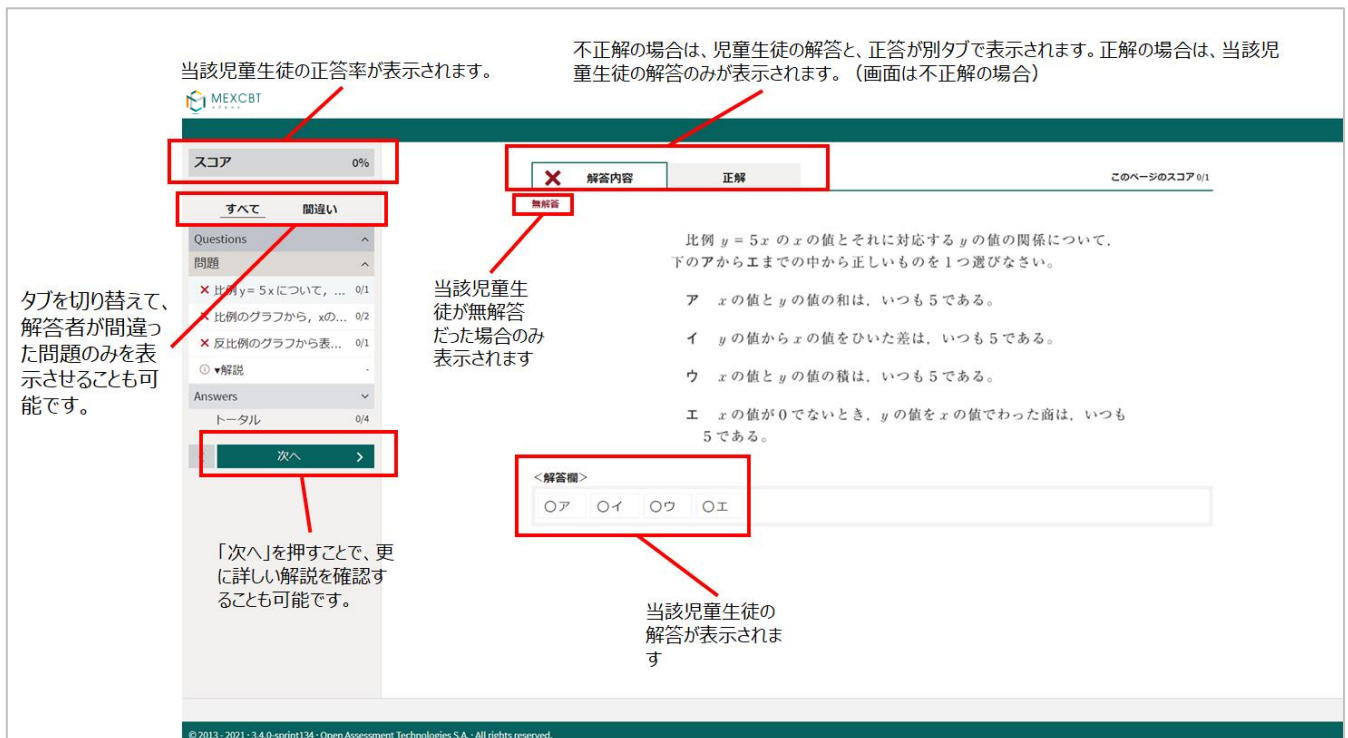 不正解の場合は、児童生徒の解答と、正答が別タブで表示されます。正解の場合は、当該児
童生徒の解答のみが表示されます。（画面は不正解の場合）
当該児童生徒の正答率が表示されます。
MEXCBT
スコア 0%
すべて 間違い
Questions
問題
比例y= 5xについて, ... 0/1
比例のグラフから, xの... 0/2
反比例のグラフから表... 0/1
▼解説 -
Answers
トータル 0/4
次へ
タブを切り替えて、
解答者が間違っ
た問題のみを表
示させることも可
能です。
「次へ」を押すことで、更
に詳しい解説を確認す
ることも可能です。
解答内容 正解 このページのスコア 0/1
無解答
当該児童生
徒が無解答
だった場合のみ
表示されます
比例 y = 5x の x の値とそれに対応する y の値の関係について,
下のアからエまでの中から正しいものを1つ選びなさい。
ア x の値と y の値の和は, いつも5である。
イ y の値から x の値をひいた差は, いつも5である。
ウ x の値と y の値の積は, いつも5である。
エ x の値が0でないとき, y の値を x の値でわった商は, いつも
5である。
<解答欄>
○ア ○イ ○ウ ○エ
当該児童生徒の
解答が表示されま
す
© 2013 - 2021 · 3.4.0-sprint134 · Open Assessment Technologies S.A. · All rights reserved.